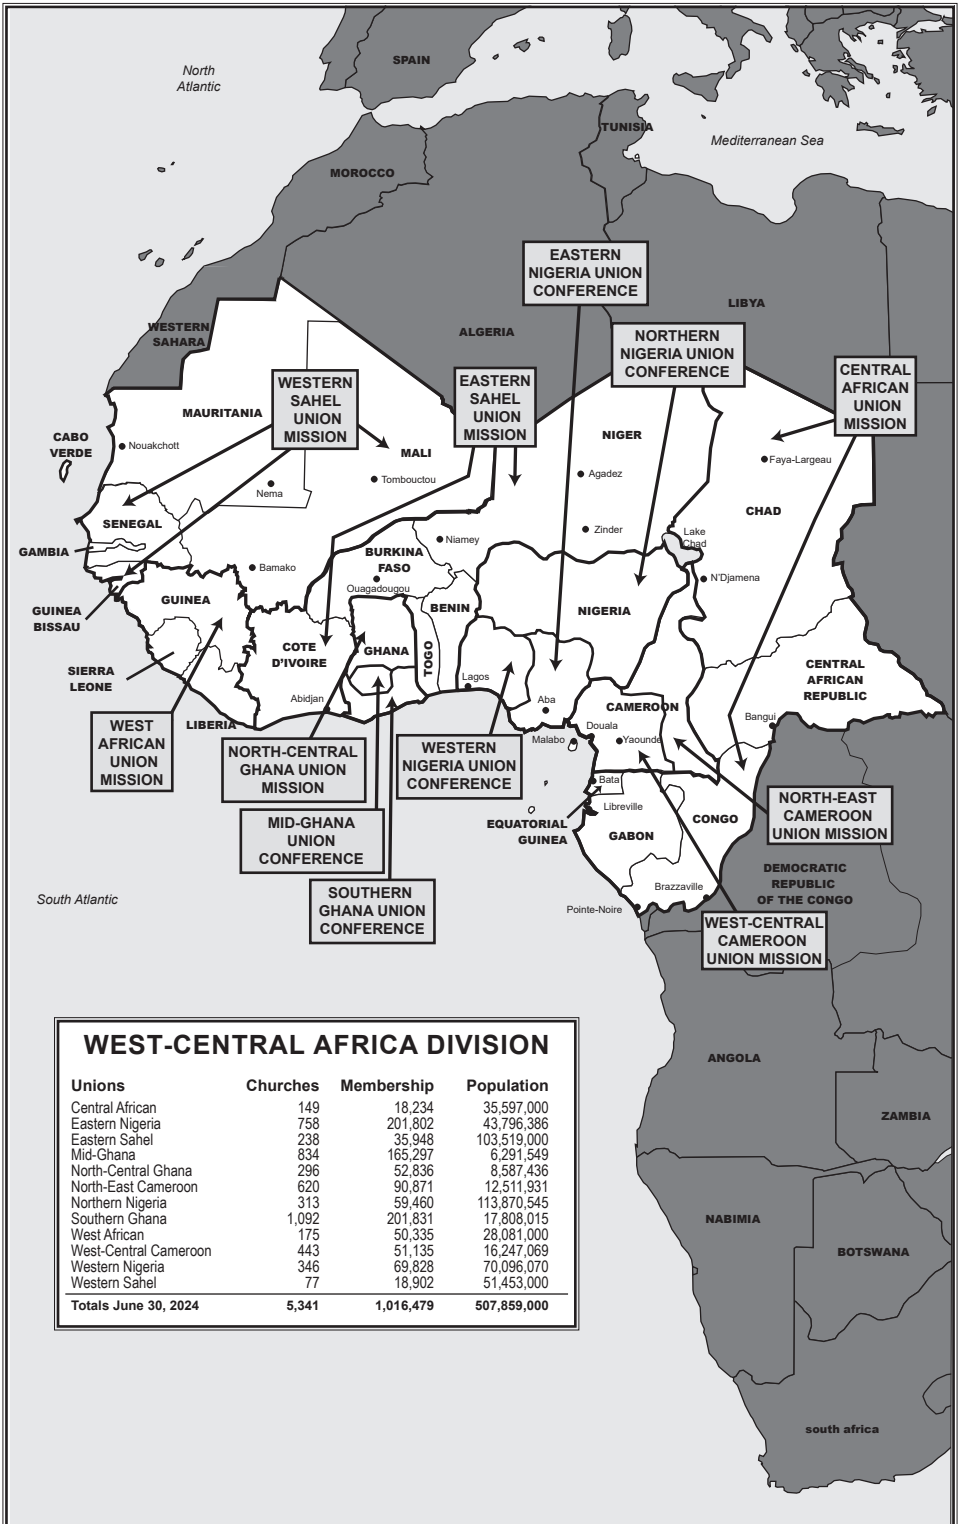 SPAIN
North
Atlantic
TUNISIA
Mediterranean Sea
MOROCCO
EASTERN
NIGERIA UNION
CONFERENCE
LIBYA
WESTERN
SAHARA
ALGERIA
NORTHERN
NIGERIA UNION
CONFERENCE
CENTRAL
AFRICAN
UNION
MISSION
WESTERN
SAHEL
UNION
MISSION
EASTERN
SAHEL
UNION
MISSION
MAURITANIA
CABO
VERDE
Nouakchott
MALI
NIGER
Faya-Largeau
Nema
Tombouctou
Agadez
CHAD
SENEGAL
Niamey
Zinder
Lake
Chad
GAMBIA
BURKINA
FASO
Bamako
Ouagadougou
N'Djamena
GUINEA
BISSAU
GUINEA
BENIN
NIGERIA
COTE
D'IVOIRE
GHANA
TOGO
SIERRA
LEONE
CENTRAL
AFRICAN
REPUBLIC
Lagos
Abidjan
Aba
CAMEROON
Bangui
LIBERIA
Douala
Malabo
Yaounde
WEST
AFRICAN
UNION
MISSION
NORTH-CENTRAL
GHANA UNION
MISSION
WESTERN
NIGERIA UNION
CONFERENCE
Bata
NORTH-EAST
CAMEROON
UNION MISSION
MID-GHANA
UNION
CONFERENCE
EQUATORIAL
GUINEA
Libreville
GABON
CONGO
DEMOCRATIC
REPUBLIC
OF THE CONGO
SOUTHERN
GHANA UNION
CONFERENCE
Brazzaville
Pointe-Noire
South Atlantic
WEST-CENTRAL
CAMEROON
UNION MISSION
WEST-CENTRAL AFRICA DIVISION
Unions Churches Membership Population
Central African 149 18,234 35,597,000
Eastern Nigeria 758 201,802 43,796,386
Eastern Sahel 238 35,948 103,519,000
Mid-Ghana 834 165,297 6,291,549
North-Central Ghana 296 52,836 8,587,436
North-East Cameroon 620 90,871 12,511,931
Northern Nigeria 313 59,460 113,870,545
Southern Ghana 1,092 201,831 17,808,015
West African 175 50,335 28,081,000
West-Central Cameroon 443 51,135 16,247,069
Western Nigeria 346 69,828 70,096,070
Western Sahel 77 18,902 51,453,000
Totals June 30, 2024 5,341 1,016,479 507,859,000
ANGOLA
ZAMBIA
NABIMIA
BOTSWANA
south africa